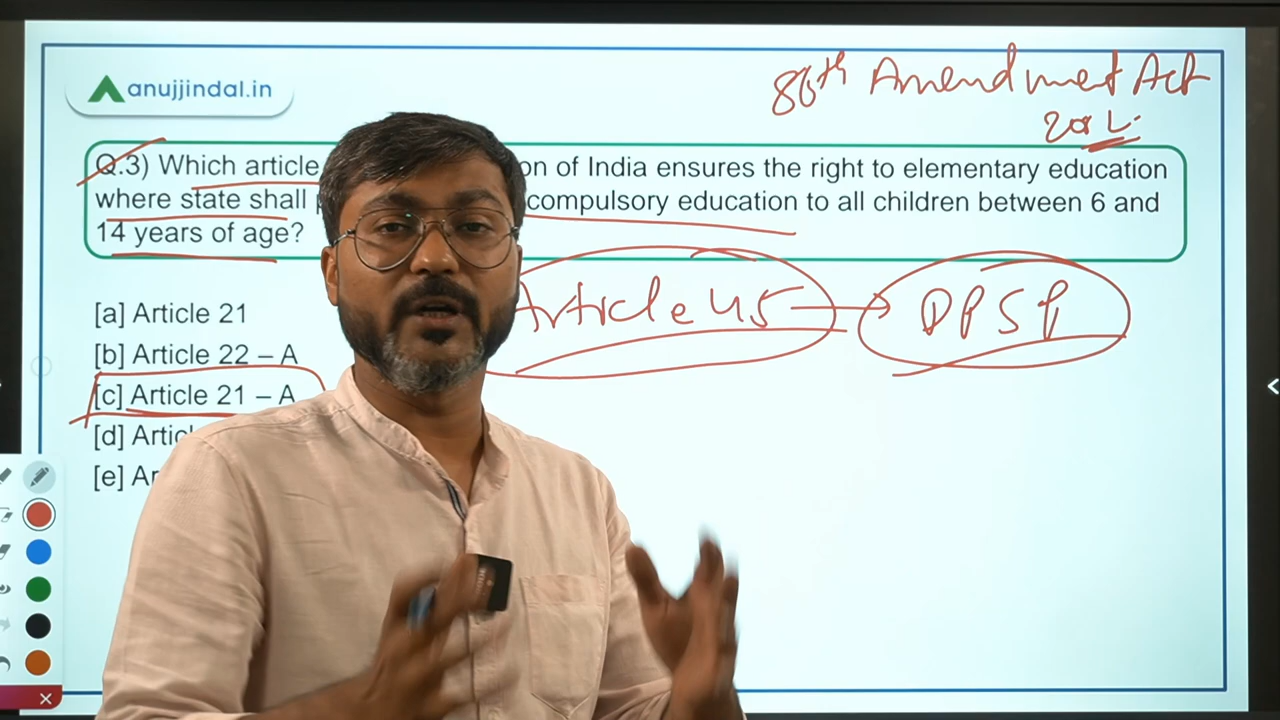 anujjindal.in
86th Amendment Act
2002.
Q.3) Which article on of India ensures the right to elementary education
where state shall compulsory education to all children between 6 and
14 years of age?
Article 45 → DPSP
[a] Article 21
[b] Article 22 – A
[c] Article 21 – A
[d] Artic
[e] Ar